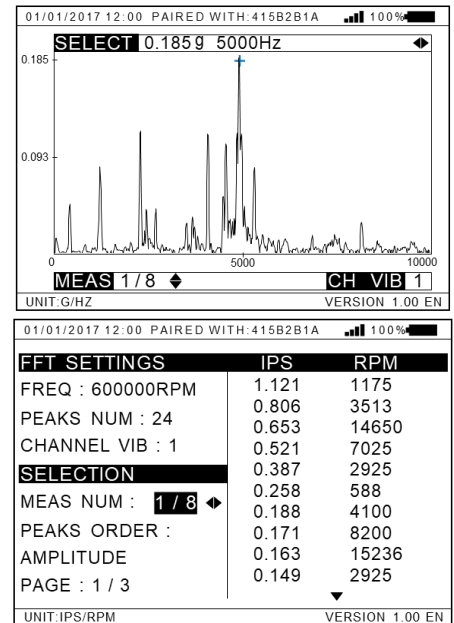 01/01/2017 12:00 PAIRED WITH:415B2B1A 100%
SELECT 0.185g 5000Hz
0.185
0.093
0 5000 10000
MEAS 1/8 CH VIB 1
UNIT:G/HZ VERSION 1.00 EN
01/01/2017 12:00 PAIRED WITH:415B2B1A 100%
FFT SETTINGS IPS RPM
FREQ : 600000RPM 1.121 1175
0.806 3513
PEAKS NUM : 24 0.653 14650
CHANNEL VIB : 1 0.521 7025
SELECTION 0.387 2925
MEAS NUM : 1/8 0.258 588
0.188 4100
PEAKS ORDER : 0.171 8200
AMPLITUDE 0.163 15236
PAGE : 1 / 3 0.149 2925
UNIT:IPS/RPM VERSION 1.00 EN